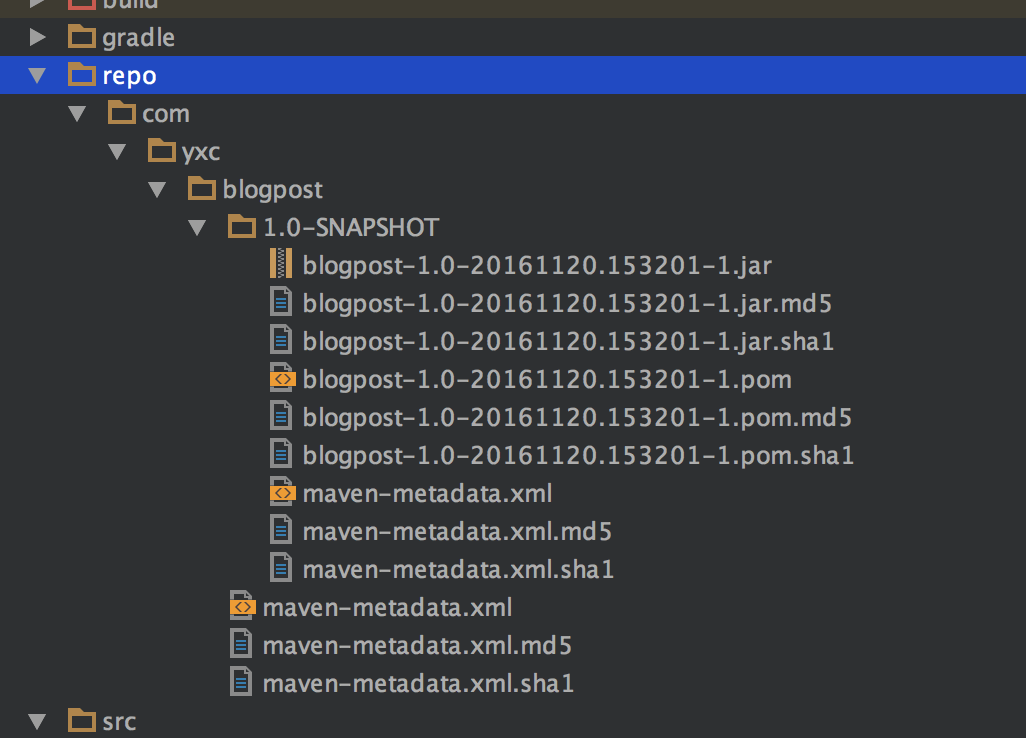 build
gradle
repo
com
yxc
blogpost
1.0-SNAPSHOT
blogpost-1.0-20161120.153201-1.jar
blogpost-1.0-20161120.153201-1.jar.md5
blogpost-1.0-20161120.153201-1.jar.sha1
blogpost-1.0-20161120.153201-1.pom
blogpost-1.0-20161120.153201-1.pom.md5
blogpost-1.0-20161120.153201-1.pom.sha1
maven-metadata.xml
maven-metadata.xml.md5
maven-metadata.xml.sha1
maven-metadata.xml
maven-metadata.xml.md5
maven-metadata.xml.sha1
src